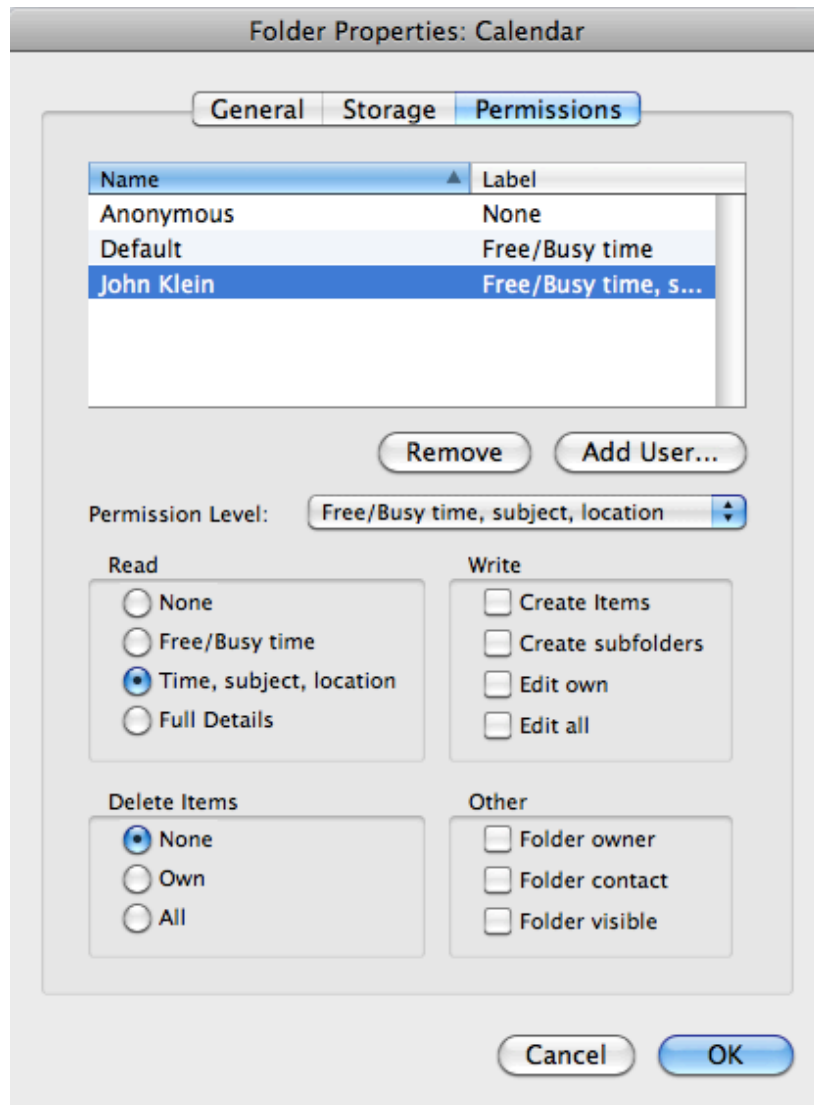 Folder Properties: Calendar
General Storage Permissions
Name Label
Anonymous None
Default Free/Busy time
John Klein Free/Busy time, s...
Remove Add User...
Permission Level: Free/Busy time, subject, location
Read
None
Free/Busy time
Time, subject, location
Full Details
Write
Create Items
Create subfolders
Edit own
Edit all
Delete Items
None
Own
All
Other
Folder owner
Folder contact
Folder visible
Cancel OK